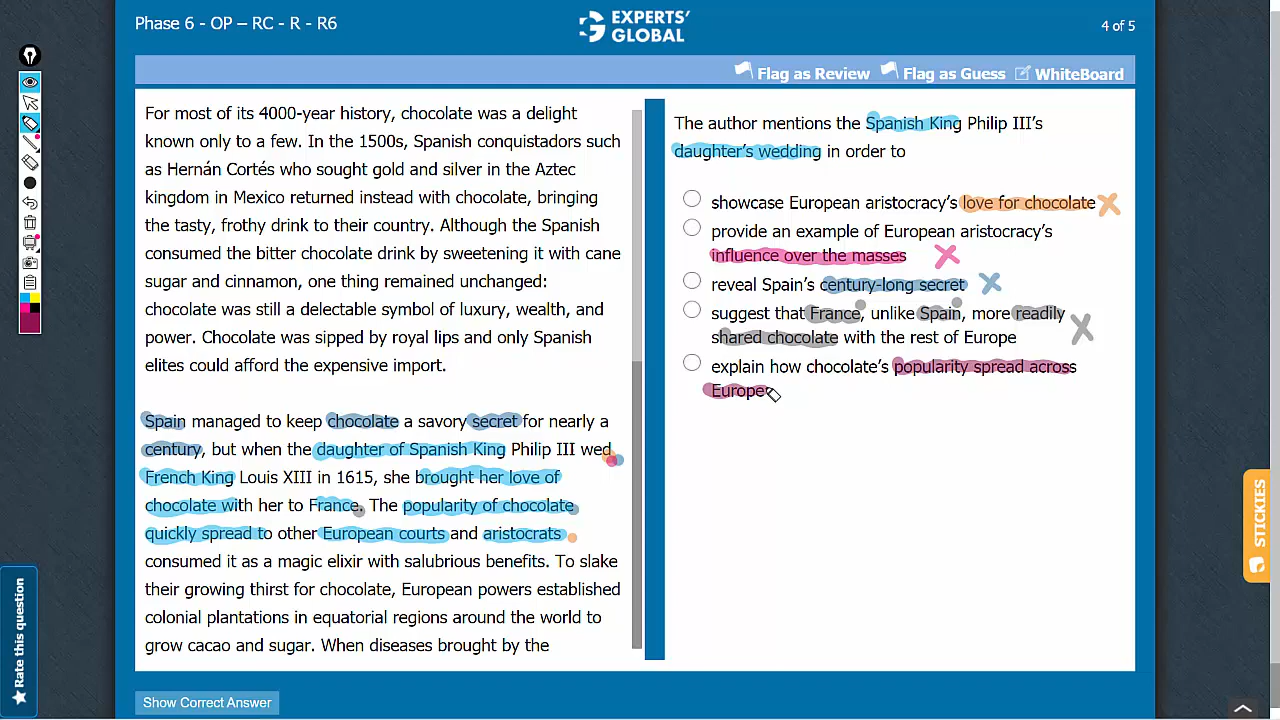 Phase 6 - OP – RC - R - R6
EXPERTS'
GLOBAL
4 of 5
Flag as Review
Flag as Guess
WhiteBoard
For most of its 4000-year history, chocolate was a delight
known only to a few. In the 1500s, Spanish conquistadors such
as Hernán Cortés who sought gold and silver in the Aztec
kingdom in Mexico returned instead with chocolate, bringing
the tasty, frothy drink to their country. Although the Spanish
consumed the bitter chocolate drink by sweetening it with cane
sugar and cinnamon, one thing remained unchanged:
chocolate was still a delectable symbol of luxury, wealth, and
power. Chocolate was sipped by royal lips and only Spanish
elites could afford the expensive import.
Spain managed to keep chocolate a savory secret for nearly a
century, but when the daughter of Spanish King Philip III wed
French King Louis XIII in 1615, she brought her love of
chocolate with her to France. The popularity of chocolate
quickly spread to other European courts and aristocrats
consumed it as a magic elixir with salubrious benefits. To slake
their growing thirst for chocolate, European powers established
colonial plantations in equatorial regions around the world to
grow cacao and sugar. When diseases brought by the
The author mentions the Spanish King Philip III's
daughter's wedding in order to
showcase European aristocracy's love for chocolate
provide an example of European aristocracy's
influence over the masses
reveal Spain's century-long secret
suggest that France, unlike Spain, more readily
shared chocolate with the rest of Europe
explain how chocolate's popularity spread across
Europe
STICKIES
Rate this question
Show Correct Answer